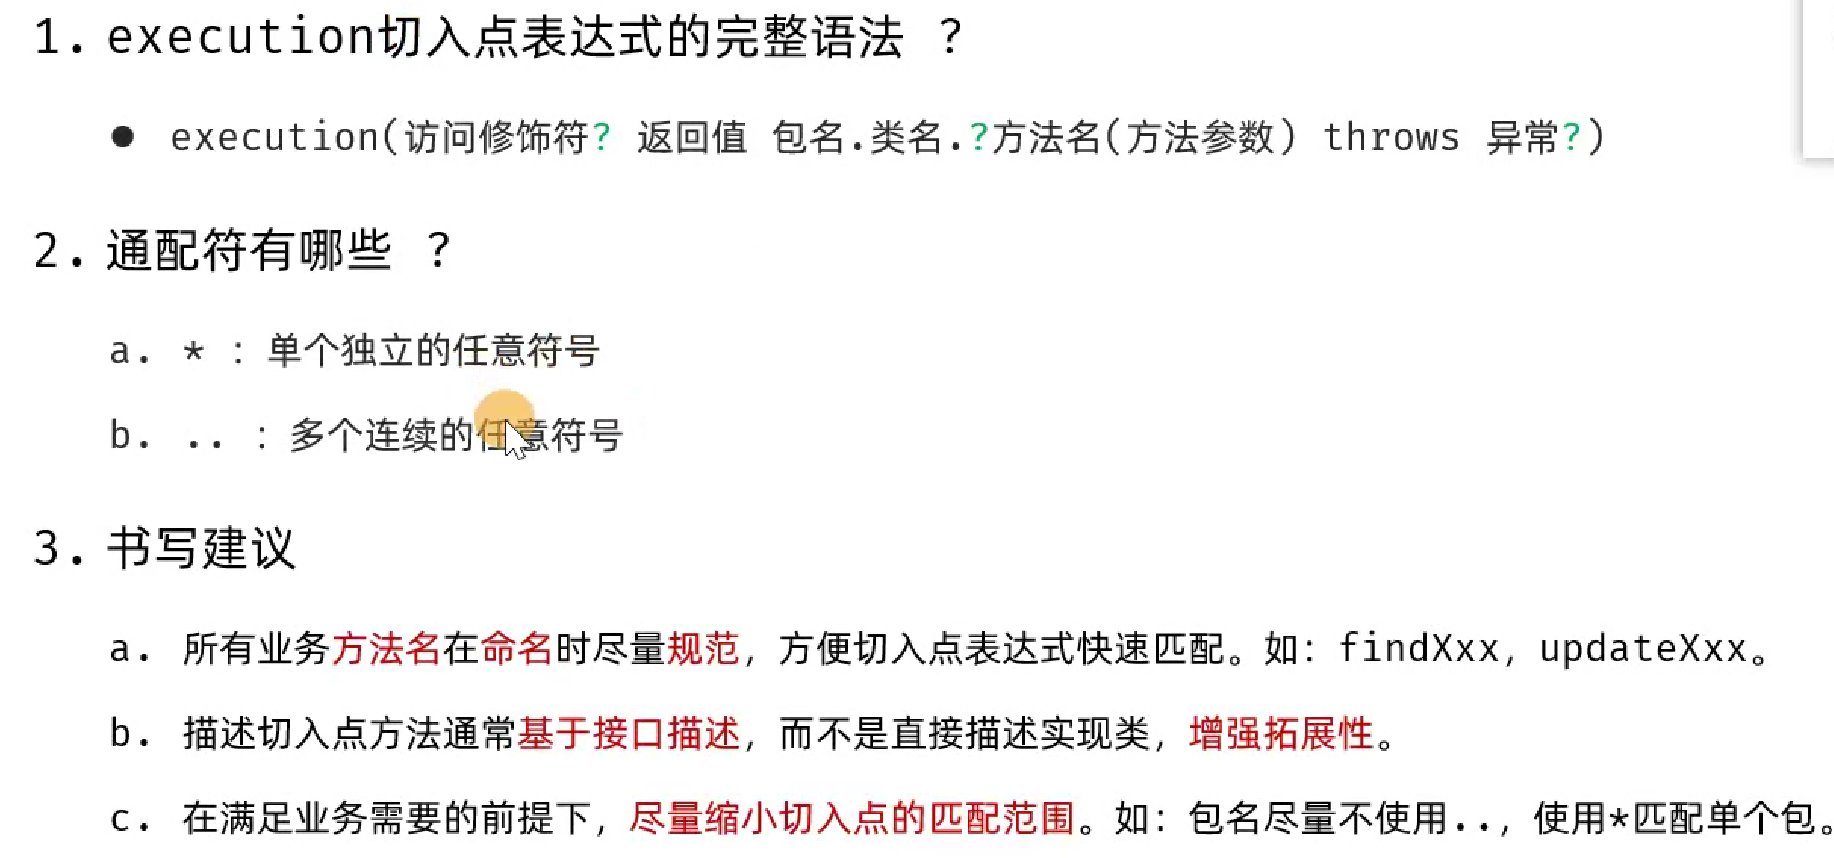 1. execution切入点表达式的完整语法 ?
● execution(访问修饰符? 返回值 包名.类名.?方法名(方法参数) throws 异常?)
2. 通配符有哪些 ?
a. * : 单个独立的任意符号
b. .. : 多个连续的任意符号
3. 书写建议
a. 所有业务方法名在命名时尽量规范，方便切入点表达式快速匹配。如：findXxx，updateXxx。
b. 描述切入点方法通常基于接口描述，而不是直接描述实现类，增强拓展性。
c. 在满足业务需要的前提下，尽量缩小切入点的匹配范围。如：包名尽量不使用..，使用*匹配单个包。